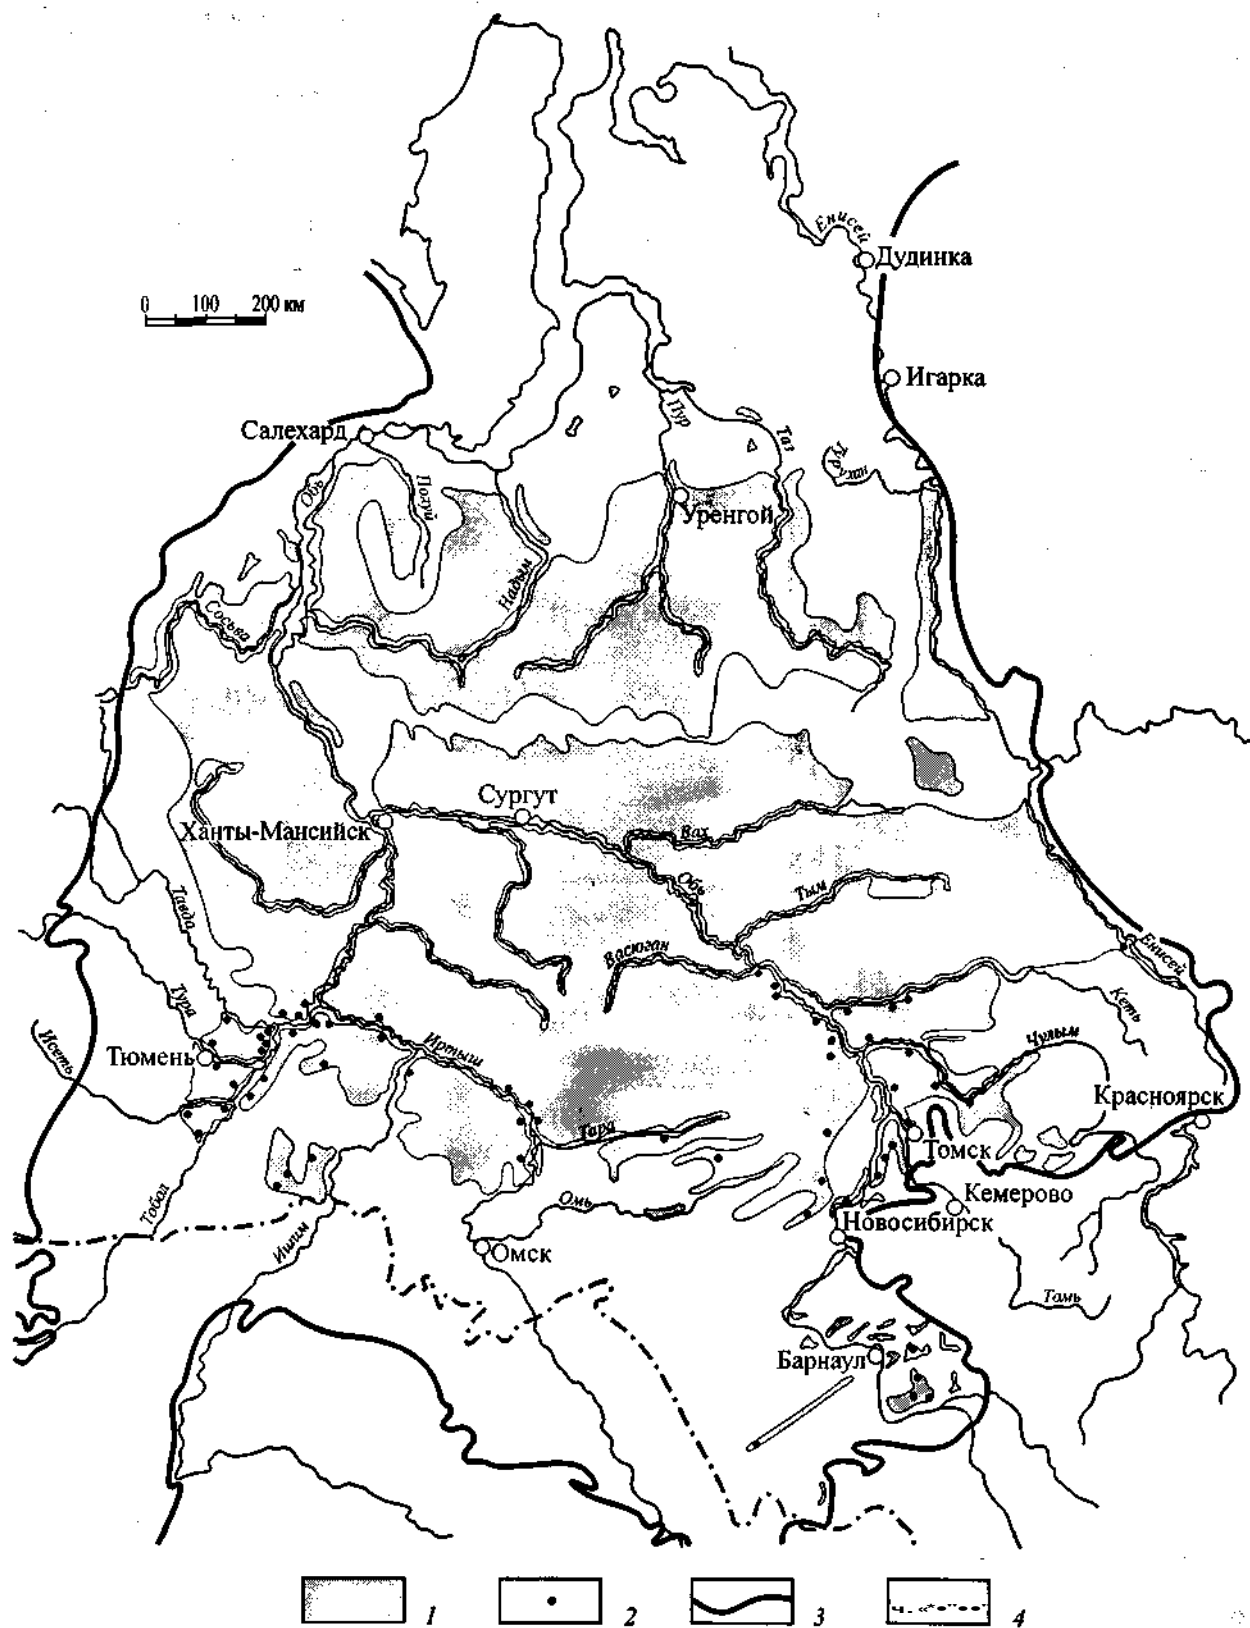 Енисей
Дудинка
0 100 200 км
Игарка
Пур
Таз
Салехард
Турухан
Обь
Полуй
Уренгой
Надым
Сосьва
Сургут
Ханты-Мансийск
Вах
Обь
Тым
Тавда
Васюган
Енисей
Тура
Кеть
Исеть
Тюмень
Иртыш
Чулым
Красноярск
Тара
Томск
Кемерово
Тобол
Омь
Новосибирск
Ишим
Омск
Томь
Барнаул
1 2 3 4